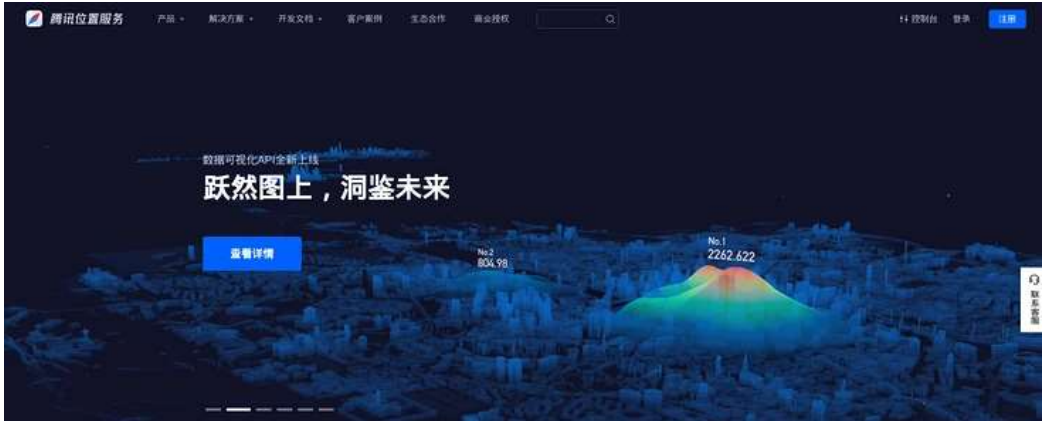 腾讯位置服务
产品 解决方案 开发文档 客户案例 生态合作 商业授权 控制台 登录 注册
数据可视化API全新上线
跃然图上，洞鉴未来
查看详情
No.1
2262.622
No.2
804.98
联系客服